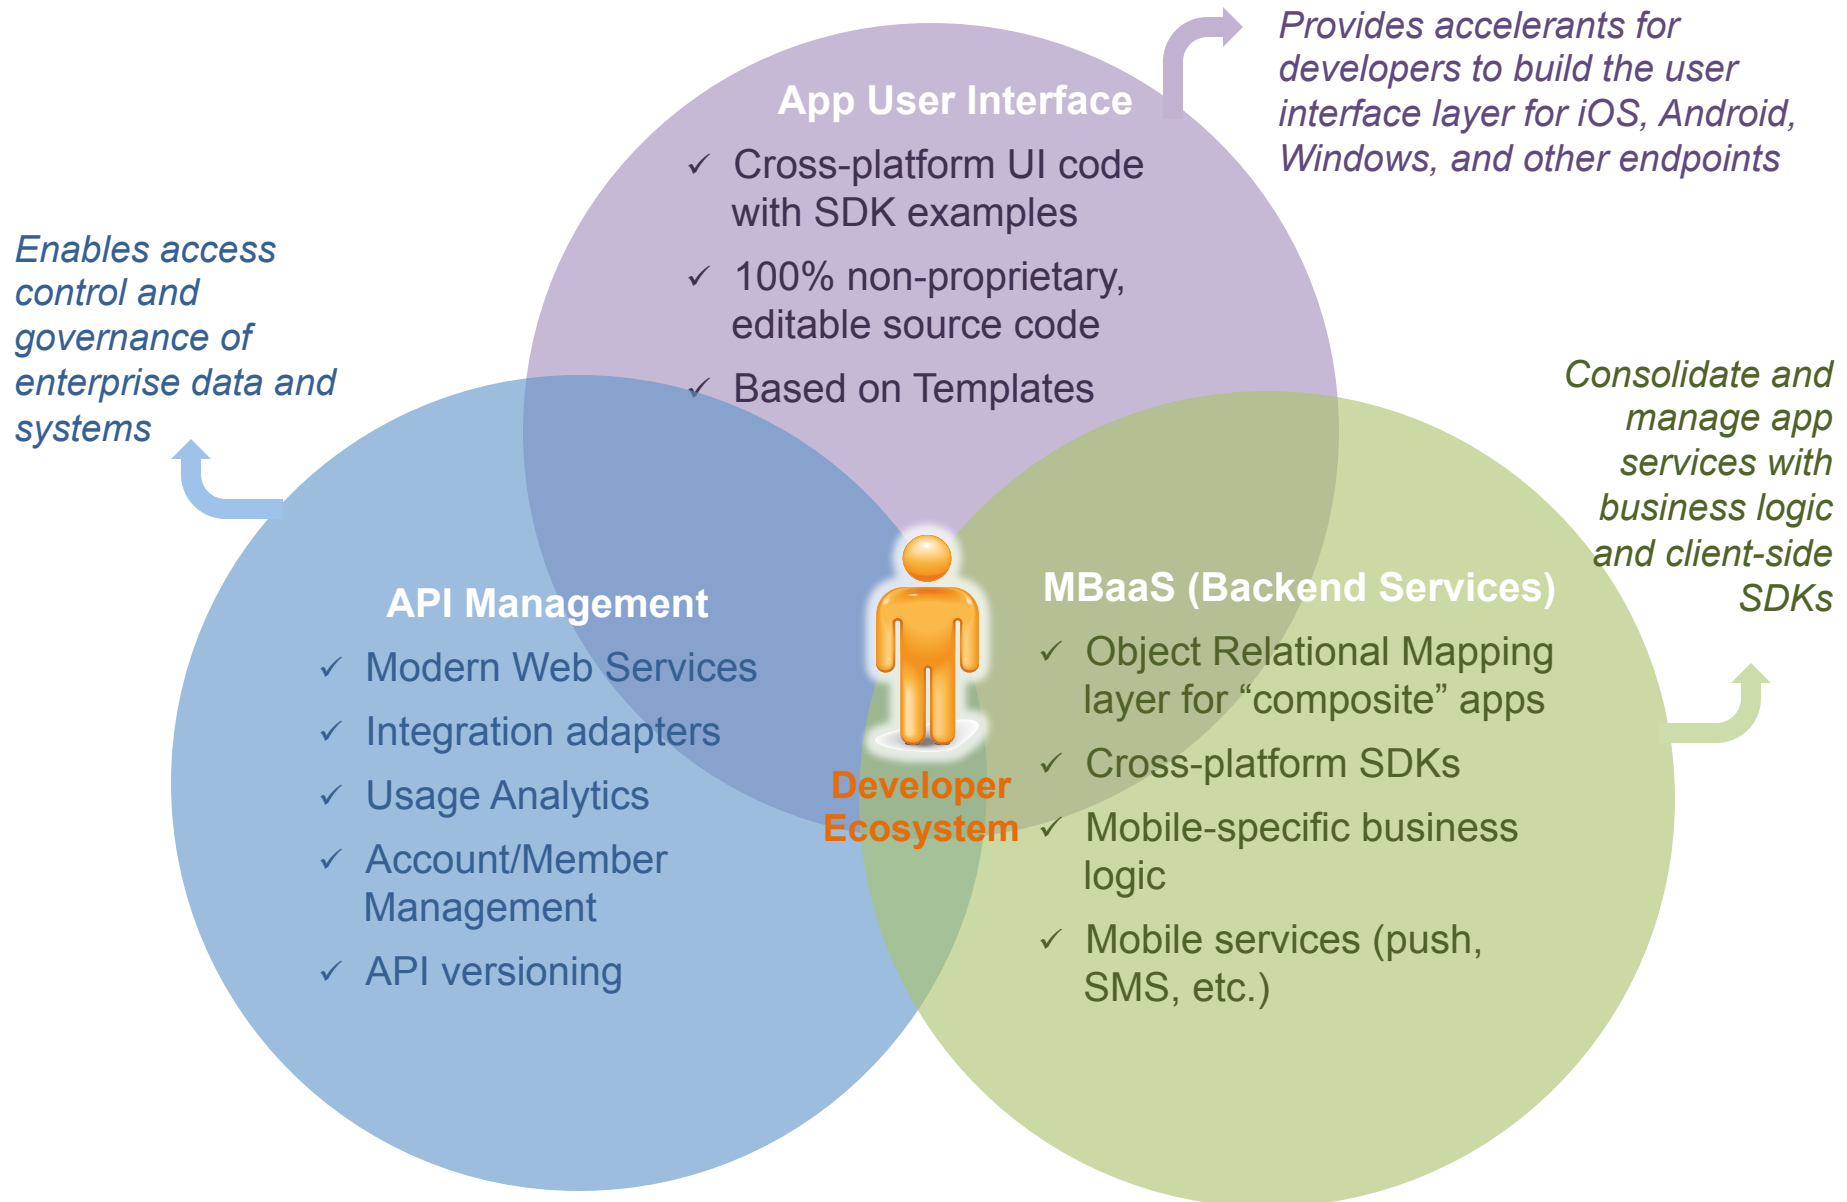 Provides accelerants for
developers to build the user
interface layer for iOS, Android,
Windows, and other endpoints
App User Interface
✓ Cross-platform UI code
with SDK examples
✓ 100% non-proprietary,
editable source code
✓ Based on Templates
Enables access
control and
governance of
enterprise data and
systems
Consolidate and
manage app
services with
business logic
and client-side
SDKs
API Management
✓ Modern Web Services
✓ Integration adapters
✓ Usage Analytics
✓ Account/Member
Management
✓ API versioning
Developer
Ecosystem
MBaaS (Backend Services)
✓ Object Relational Mapping
layer for “composite” apps
✓ Cross-platform SDKs
✓ Mobile-specific business
logic
✓ Mobile services (push,
SMS, etc.)